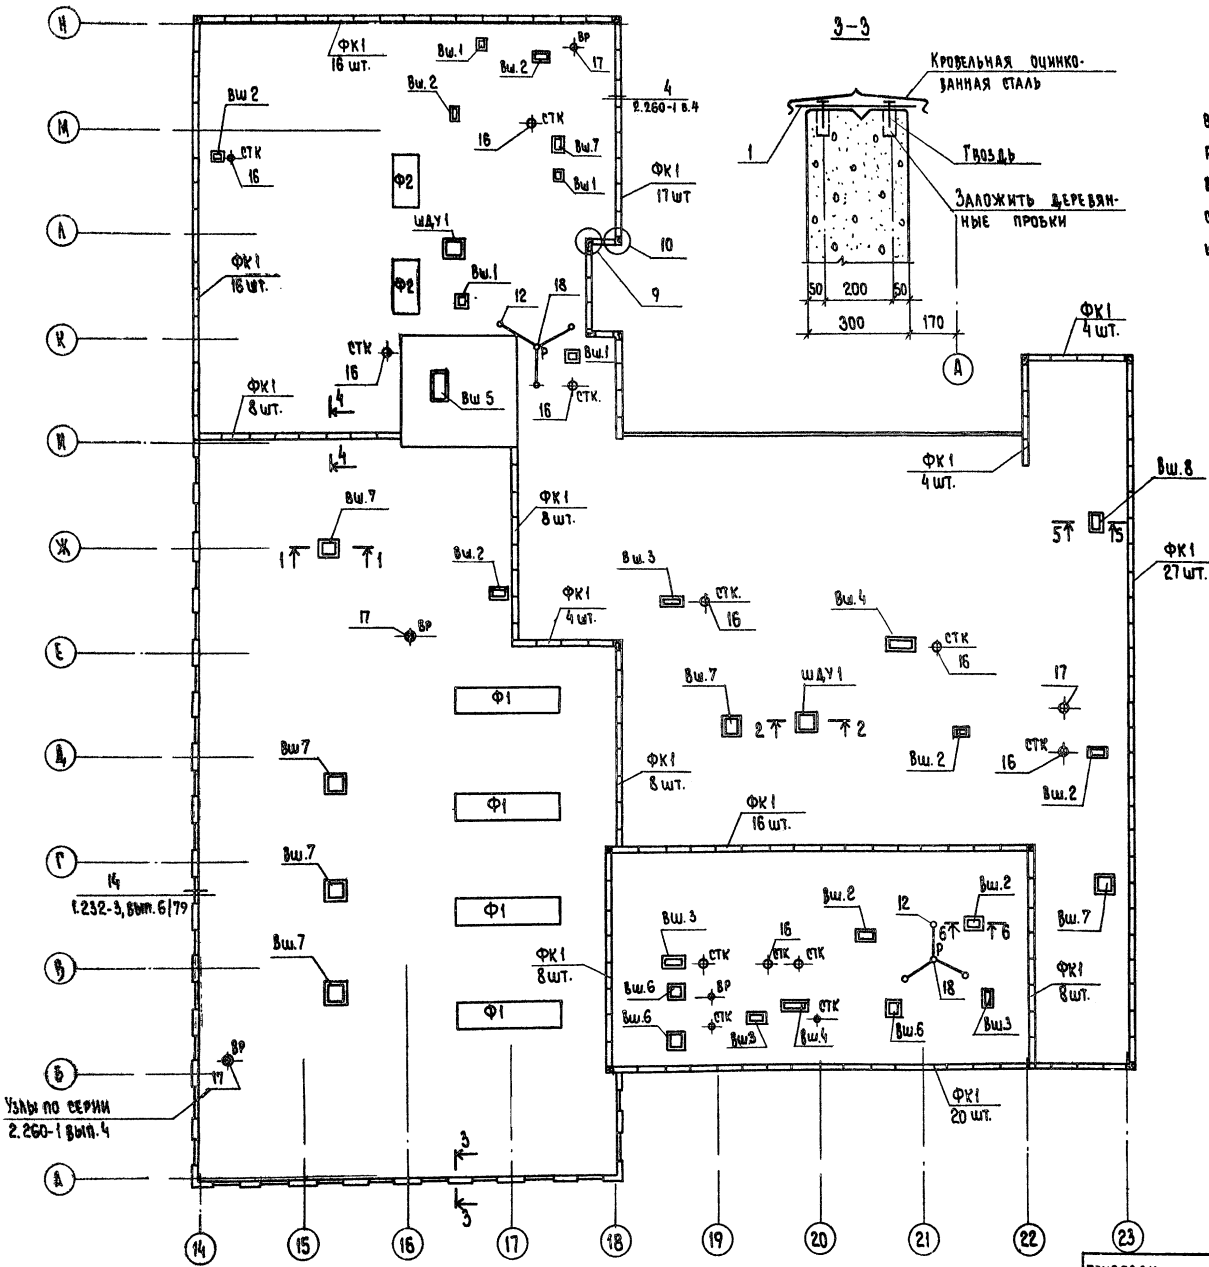 Н
ФК1
16 шт.
Вш.1
Вш.2
ВР
17
4
2.260-1 в.4
3-3
Кровельная оцинко-
ванная сталь
Гвоздь
Заложить деревян-
ные пробки
1
50
200
50
300
170
А
М
Вш 2
СТК
16
Вш.2
СТК
16
Вш.7
Вш1
Ф2
ФК1
17 шт
Л
ШДУ1
ФК1
16 шт.
Ф2
Вш.1
12
18
10
9
К
СТК
16
Р
Вш.1
16
СТК.
Вш 5
ФК1
8 шт.
4
4
И
ФК1
4 шт.
ФК1
4 шт.
Вш.8
5
5
ФК1
27 шт.
Ж
Вш.7
1
1
ФК1
8 шт.
Вш.2
ФК1
4 шт.
Вш.3
СТК.
16
Вш.4
СТК
16
17
ВР
Е
Ф1
Вш.7
ШДУ1
2
2
17
Вш.2
СТК
16
Вш.2
Д
Вш7
Ф1
ФК1
8 шт.
ФК1
16 шт.
Г
Вш.7
14
1.232-3, вып. 6/79
Ф1
Вш.3
СТК
16
СТК
СТК
Вш.2
12
Вш.2
6
6
Р
18
Вш.7
В
Вш.7
Ф1
ФК1
8 шт.
Вш.6
ВР
Вш.6
СТК
Вш3
Вш.4
СТК
Вш.6
Вш.3
ФК1
8 шт.
Б
ВР
17
Узлы по серии
2.260-1 вып.4
ФК1
20 шт.
А
3
3
14
15
16
17
18
19
20
21
22
23